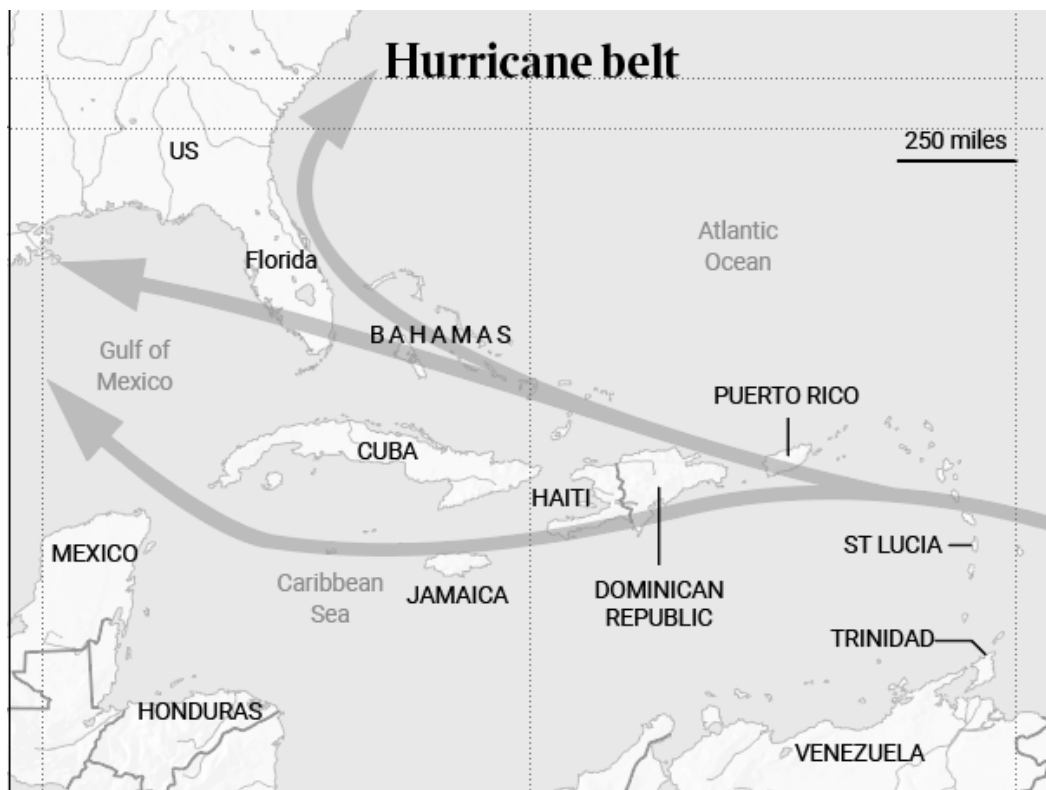 Hurricane belt
250 miles
US
Atlantic
Ocean
Florida
BAHAMAS
Gulf of
Mexico
PUERTO RICO
CUBA
HAITI
MEXICO
ST LUCIA
Caribbean
Sea
JAMAICA
DOMINICAN
REPUBLIC
TRINIDAD
HONDURAS
VENEZUELA